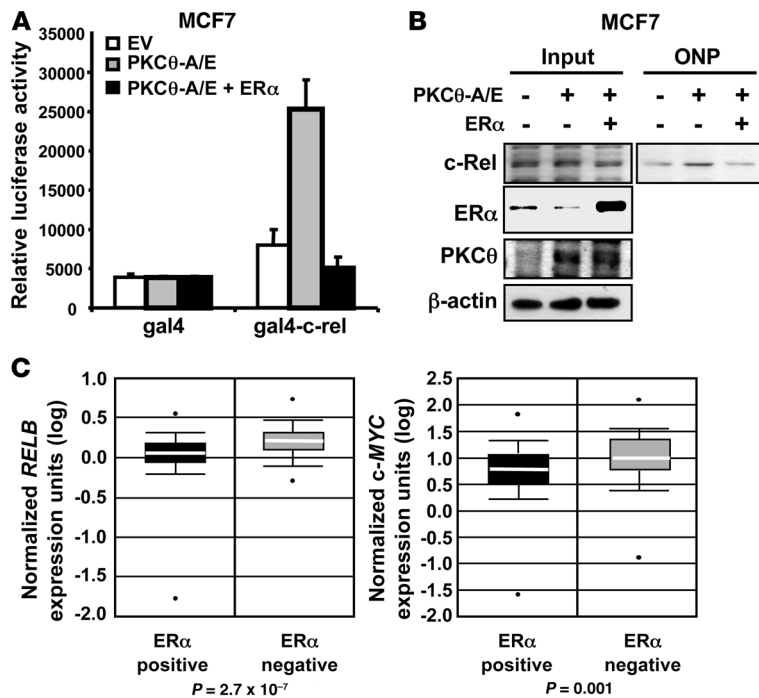 A
MCF7
EV
PKCθ-A/E
PKCθ-A/E + ERα
Relative luciferase activity
35000
30000
25000
20000
15000
10000
5000
0
gal4
gal4-c-rel
B
MCF7
Input
ONP
PKCθ-A/E - + + - + +
ERα - + - +
c-Rel
ERα
PKCθ
β-actin
C
Normalized RELB
expression units (log)
1.0
0.5
0.0
-0.5
-1.0
-1.5
-2.0
ERα
positive
ERα
negative
P = 2.7 x 10⁻⁷
Normalized c-MYC
expression units (log)
2.5
2.0
1.5
1.0
0.5
0.0
-0.5
-1.0
-1.5
-2.0
ERα
positive
ERα
negative
P = 0.001